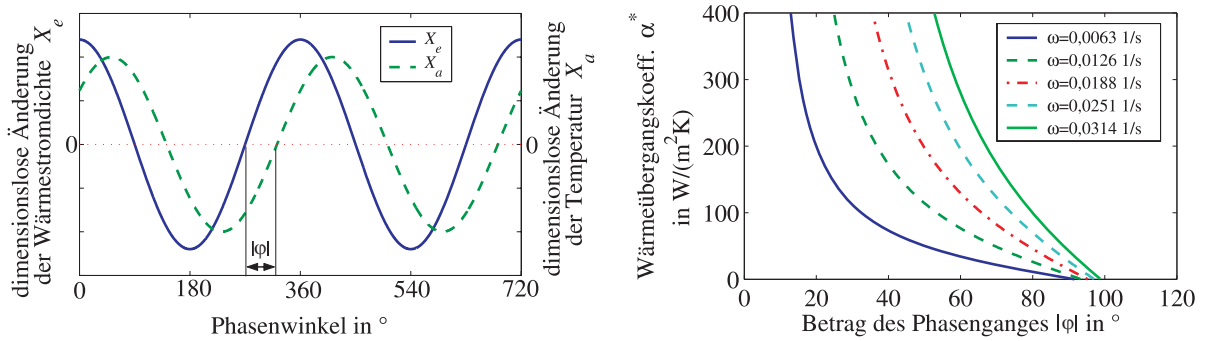 dimensionslose Änderung
der Wärmestromdichte X_e
0
0 180 360 540 720
Phasenwinkel in °
X_e
X_a
|φ|
0
dimensionslose Änderung
der Temperatur X_a
Wärmeübergangskoeff. α*
in W/(m²K)
400
300
200
100
0
0 20 40 60 80 100 120
Betrag des Phasenganges |φ| in °
ω=0,0063 1/s
ω=0,0126 1/s
ω=0,0188 1/s
ω=0,0251 1/s
ω=0,0314 1/s